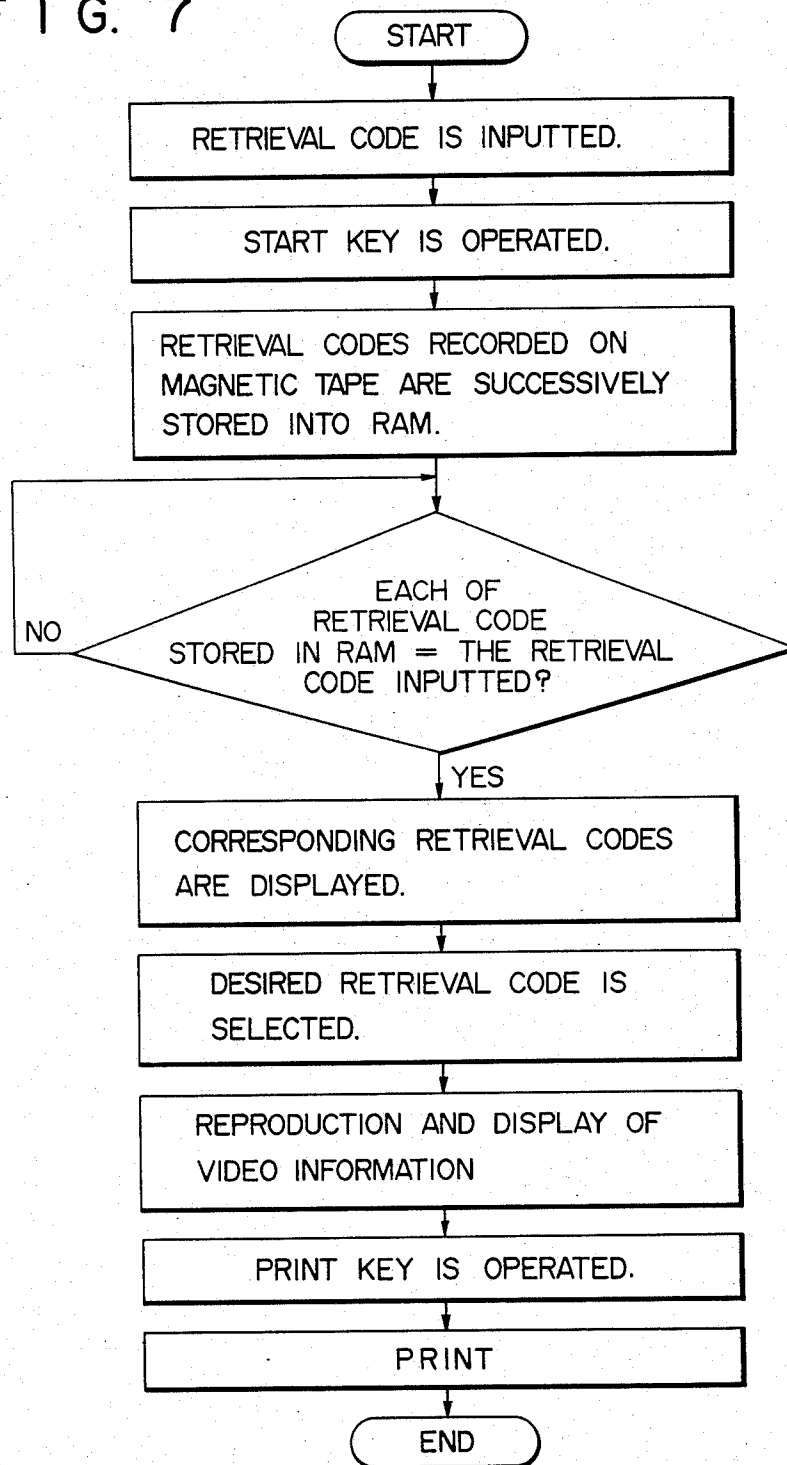 FIG. 7
START
RETRIEVAL CODE IS INPUTTED.
START KEY IS OPERATED.
RETRIEVAL CODES RECORDED ON
MAGNETIC TAPE ARE SUCCESSIVELY
STORED INTO RAM.
EACH OF
RETRIEVAL CODE
STORED IN RAM = THE RETRIEVAL
CODE INPUTTED?
NO
YES
CORRESPONDING RETRIEVAL CODES
ARE DISPLAYED.
DESIRED RETRIEVAL CODE IS
SELECTED.
REPRODUCTION AND DISPLAY OF
VIDEO INFORMATION
PRINT KEY IS OPERATED.
PRINT
END